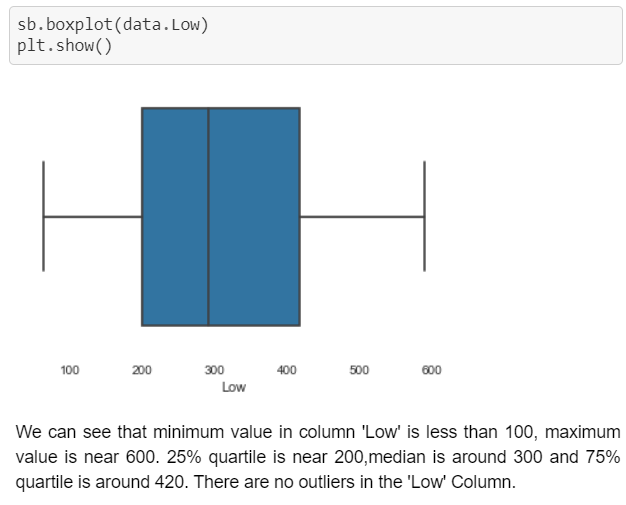 sb.boxplot(data.Low)
plt.show()
100 200 300 400 500 600
Low
We can see that minimum value in column 'Low' is less than 100, maximum
value is near 600. 25% quartile is near 200,median is around 300 and 75%
quartile is around 420. There are no outliers in the 'Low' Column.